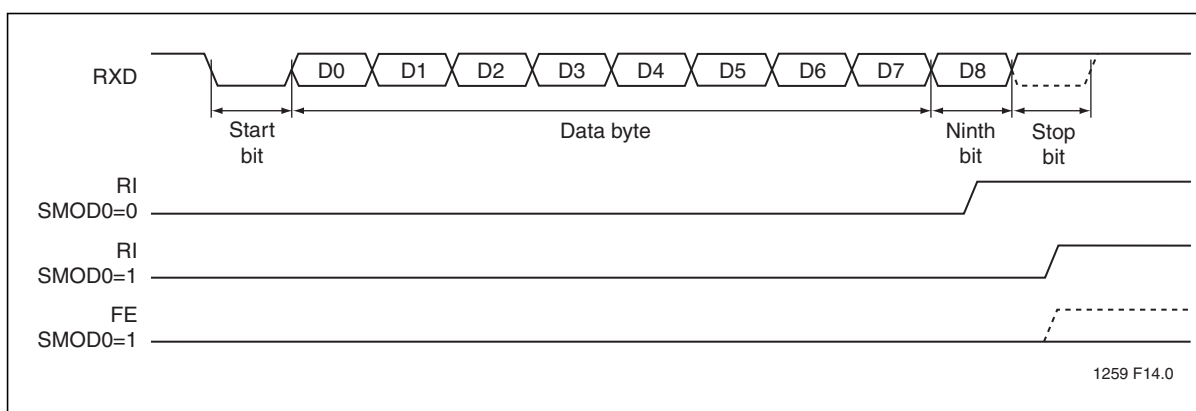 RXD
D0 D1 D2 D3 D4 D5 D6 D7 D8
Start
bit
Data byte
Ninth
bit
Stop
bit
RI
SMOD0=0
RI
SMOD0=1
FE
SMOD0=1
1259 F14.0